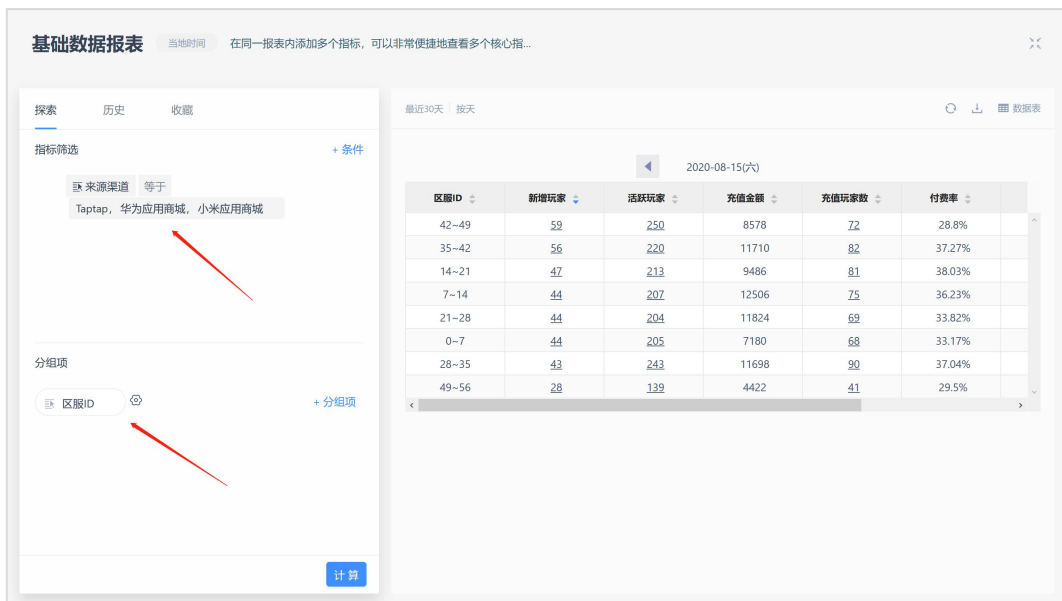 基础数据报表 当地时间 在同一报表内添加多个指标，可以非常便捷地查看多个核心指...
探索 历史 收藏
指标筛选 + 条件
来源渠道 等于
Taptap，华为应用商城，小米应用商城
分组项
区服ID + 分组项
计算
最近30天 按天 数据表
2020-08-15(六)
区服ID 新增玩家 活跃玩家 充值金额 充值玩家数 付费率
42~49 59 250 8578 72 28.8%
35~42 56 220 11710 82 37.27%
14~21 47 213 9486 81 38.03%
7~14 44 207 12506 75 36.23%
21~28 44 204 11824 69 33.82%
0~7 44 205 7180 68 33.17%
28~35 43 243 11698 90 37.04%
49~56 28 139 4422 41 29.5%